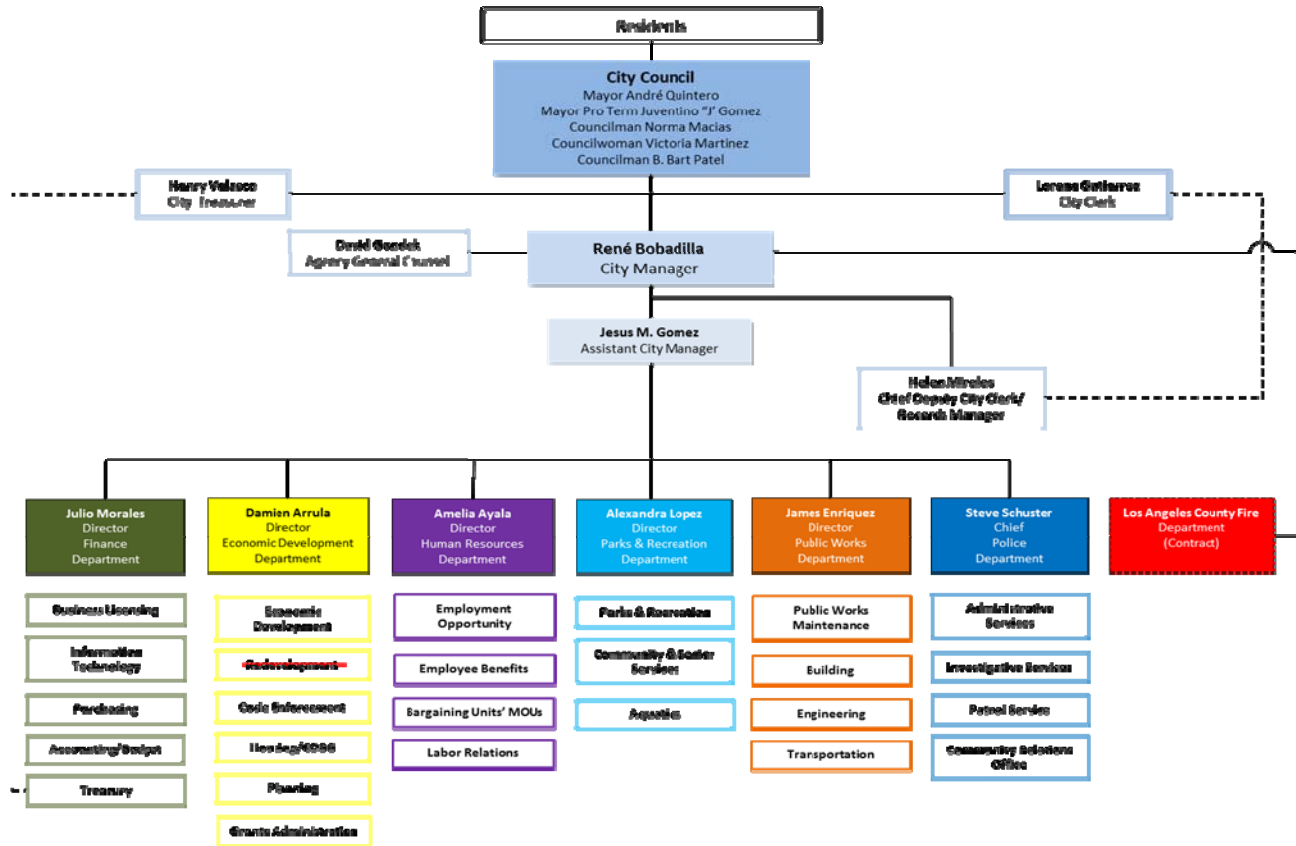 Residents
City Council
Mayor André Quintero
Mayor Pro Term Juventino "J' Gomez
Councilman Norma Macias
Councilwoman Victoria Martinez
Councilman B. Bart Patel
Henry Velasco
City Treasurer
Lorene Gutierrez
City Clerk
David Gondek
Agency General Counsel
René Bobadilla
City Manager
Jesus M. Gomez
Assistant City Manager
Helen Mireles
Chief Deputy City Clerk/
Records Manager
Julio Morales
Director
Finance
Department
Damien Arrula
Director
Economic Development
Department
Amelia Ayala
Director
Human Resources
Department
Alexandra Lopez
Director
Parks & Recreation
Department
James Enriquez
Director
Public Works
Department
Steve Schuster
Chief
Police
Department
Los Angeles County Fire
Department
(Contract)
Business Licensing
Information
Technology
Purchasing
Accounting/Budget
Treasury
Economic
Development
Redevelopment
Code Enforcement
Housing/CDBG
Planning
Grants Administration
Employment
Opportunity
Employee Benefits
Bargaining Units' MOUs
Labor Relations
Parks & Recreation
Community & Senior
Services
Aquatics
Public Works
Maintenance
Building
Engineering
Transportation
Administrative
Services
Investigative Services
Patrol Service
Community Relations
Office